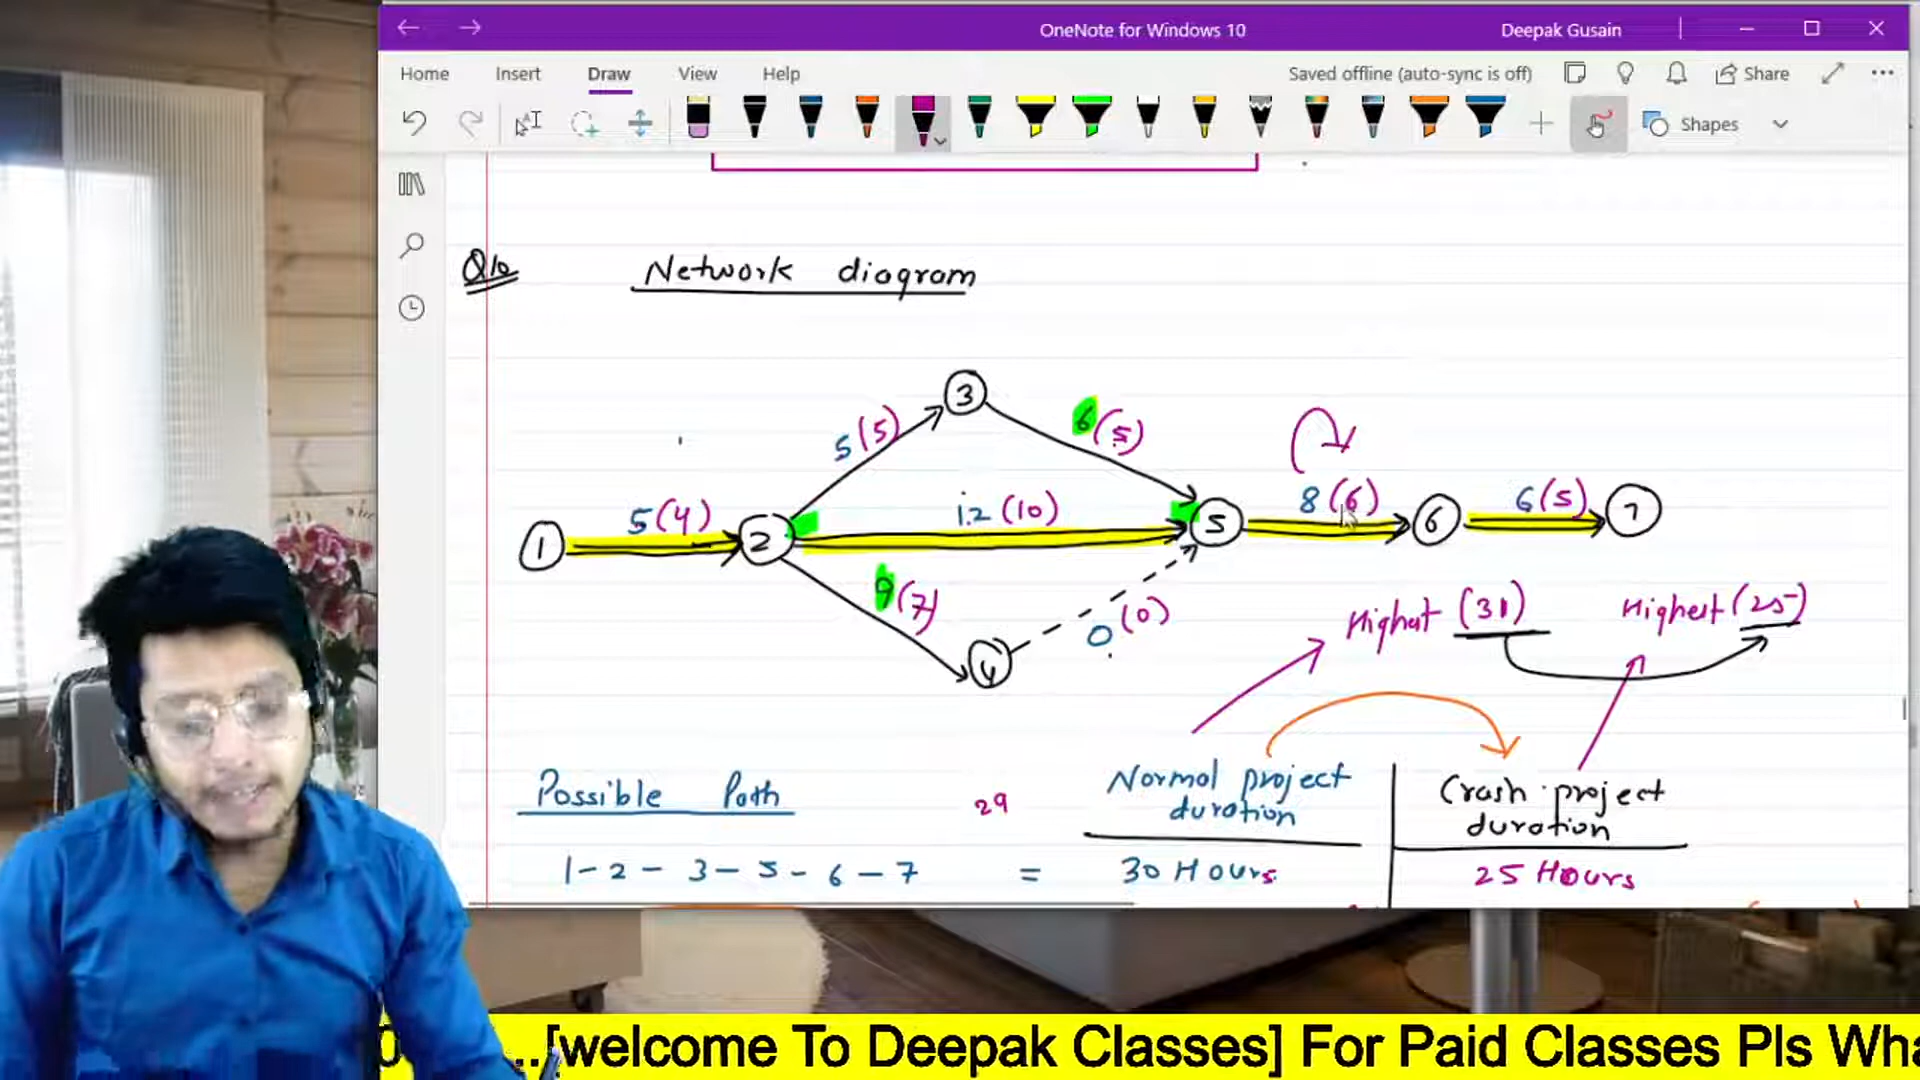 OneNote for Windows 10
Deepak Gusain
Home Insert Draw View Help
Saved offline (auto-sync is off)
Share
Shapes
Q16
Network diagram
3
5(5)
6(5)
5(4)
12(10)
8(6)
6(5)
1
2
5
6
7
9(7)
0(0)
4
Highest (31)
Highest (25)
Possible Path
29
Normal project
duration
Crash project
duration
1-2-3-5-6-7 = 30 Hours
25 Hours
...[welcome To Deepak Classes] For Paid Classes Pls Wha